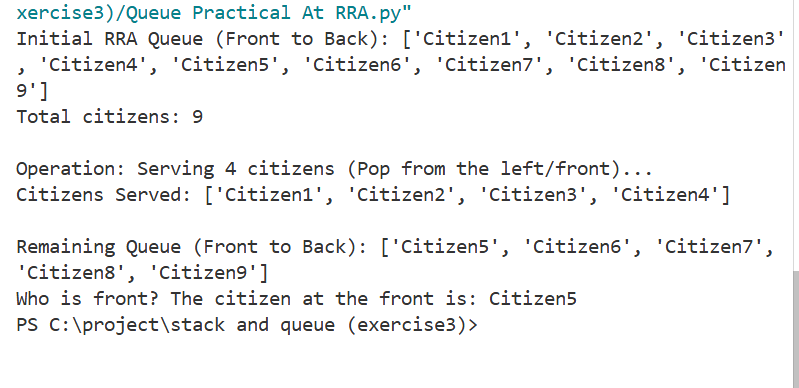 xercise3)/Queue Practical At RRA.py"
Initial RRA Queue (Front to Back): ['Citizen1', 'Citizen2', 'Citizen3'
, 'Citizen4', 'Citizen5', 'Citizen6', 'Citizen7', 'Citizen8', 'Citizen
9']
Total citizens: 9

Operation: Serving 4 citizens (Pop from the left/front)...
Citizens Served: ['Citizen1', 'Citizen2', 'Citizen3', 'Citizen4']

Remaining Queue (Front to Back): ['Citizen5', 'Citizen6', 'Citizen7',
'Citizen8', 'Citizen9']
Who is front? The citizen at the front is: Citizen5
PS C:\project\stack and queue (exercise3)>